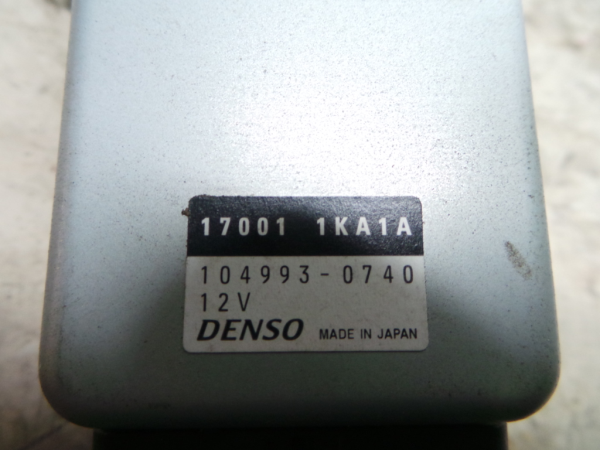 17001 1KA1A
104993-0740
12V
DENSO MADE IN JAPAN